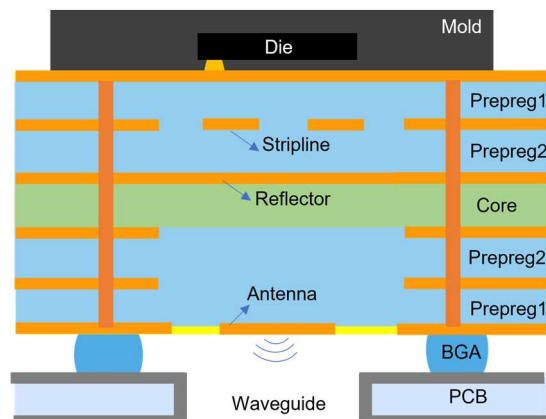 Mold
Die
Prepreg1
Stripline
Prepreg2
Reflector
Core
Prepreg2
Antenna
Prepreg1
BGA
Waveguide
PCB